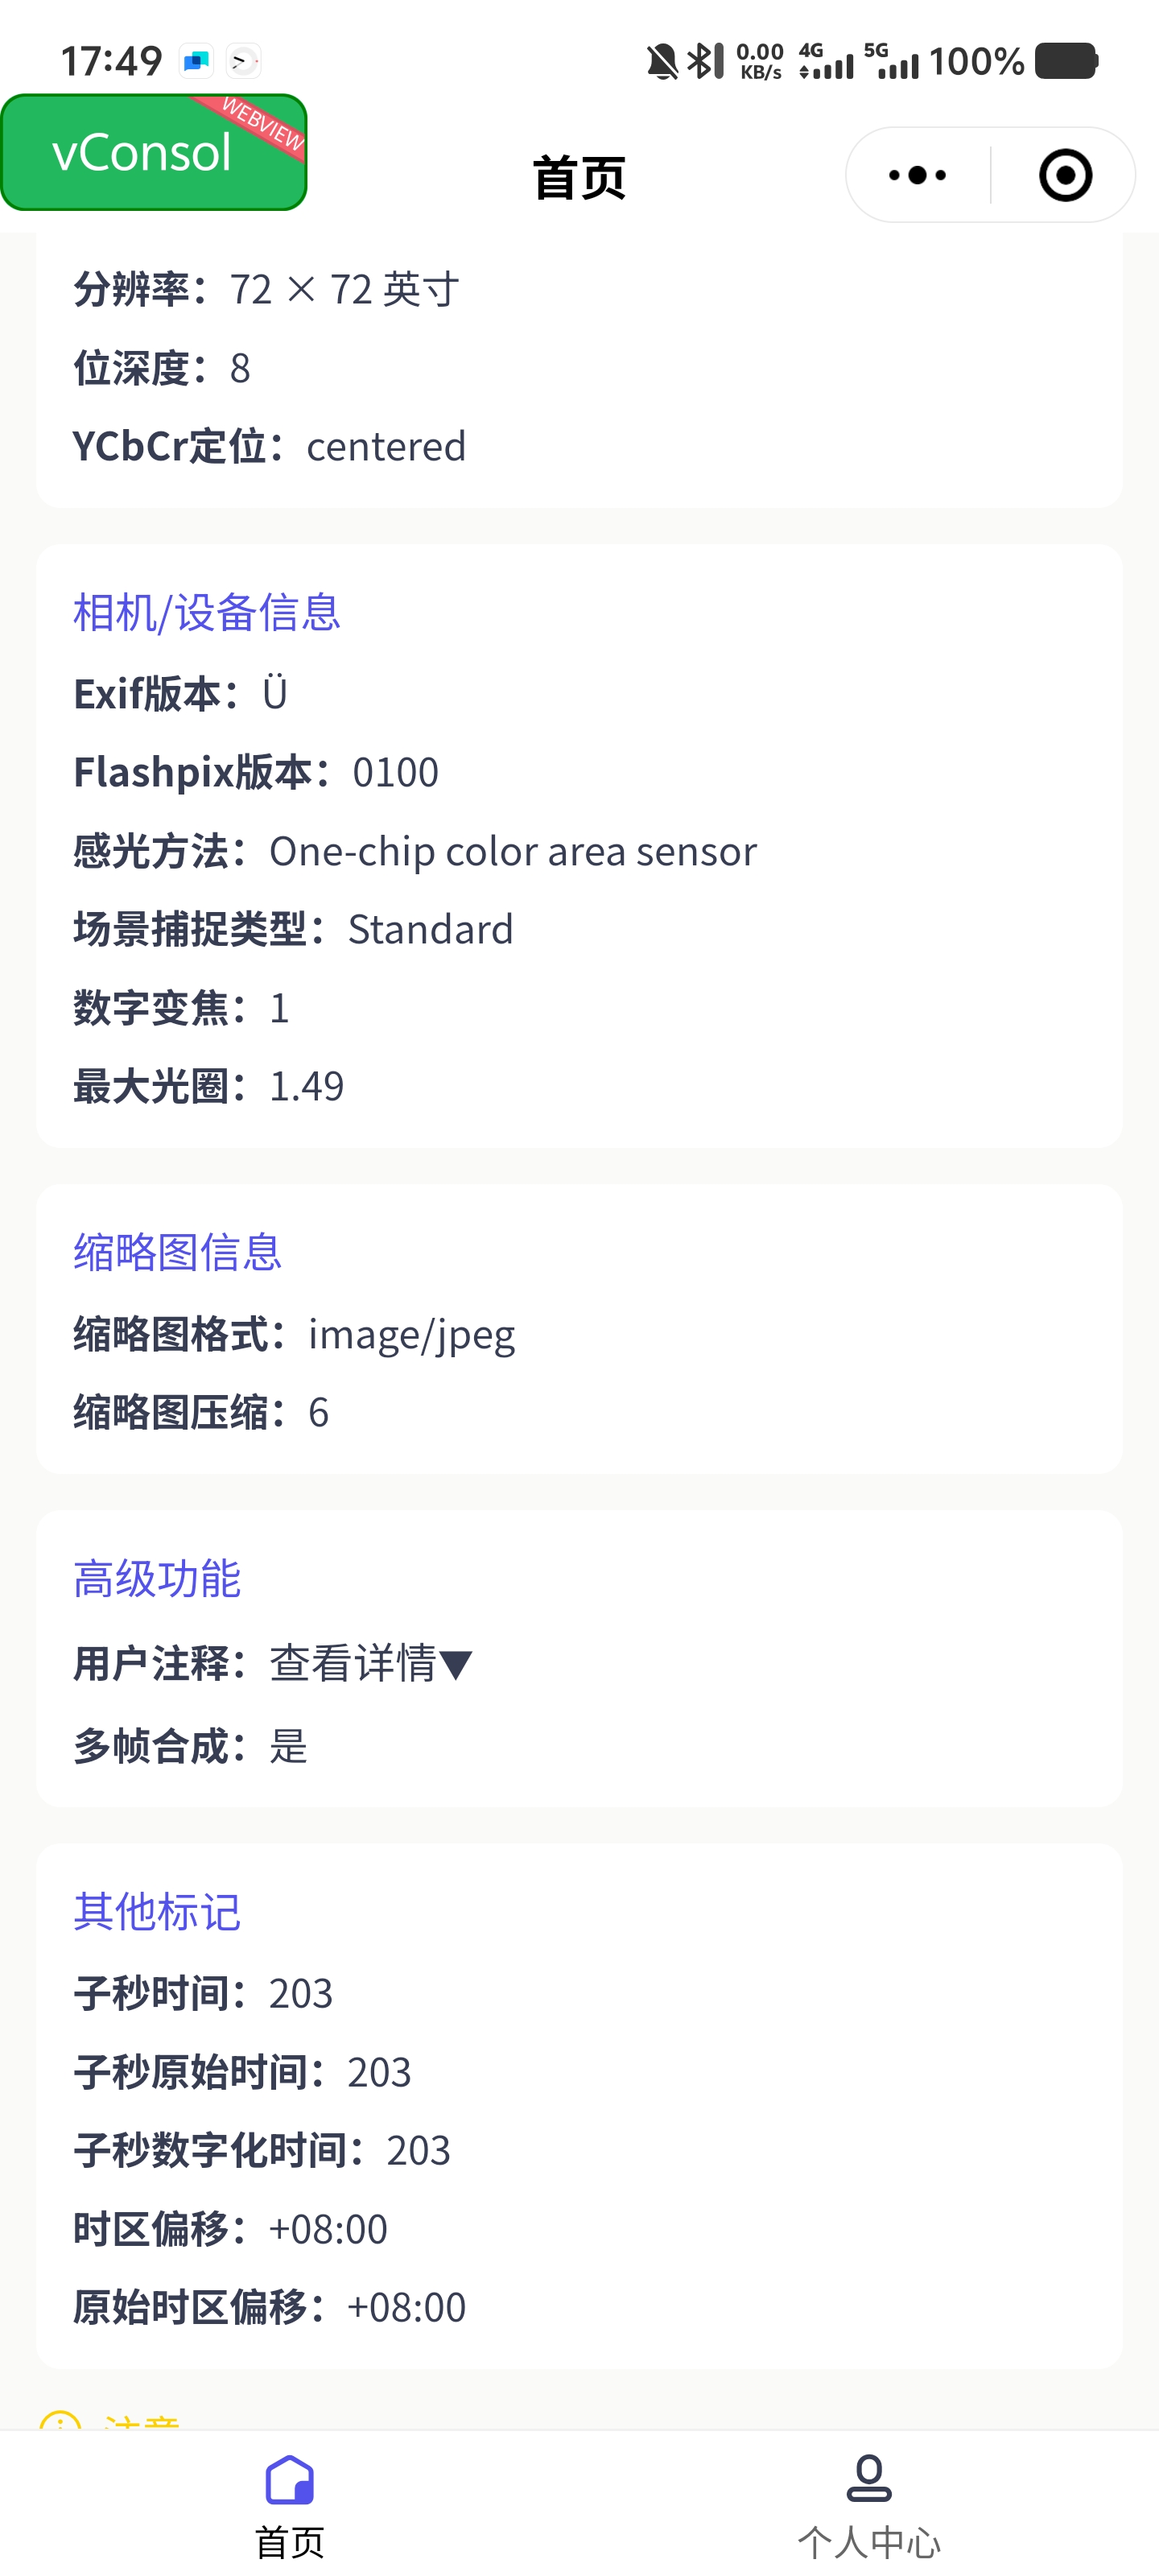 17:49
0.00 KB/s 4G 5G 100%
vConsol
WEBVIEW
首页
分辨率：72 × 72 英寸
位深度：8
YCbCr定位：centered
相机/设备信息
Exif版本：Ü
Flashpix版本：0100
感光方法：One-chip color area sensor
场景捕捉类型：Standard
数字变焦：1
最大光圈：1.49
缩略图信息
缩略图格式：image/jpeg
缩略图压缩：6
高级功能
用户注释：查看详情▼
多帧合成：是
其他标记
子秒时间：203
子秒原始时间：203
子秒数字化时间：203
时区偏移：+08:00
原始时区偏移：+08:00
注意
首页
个人中心